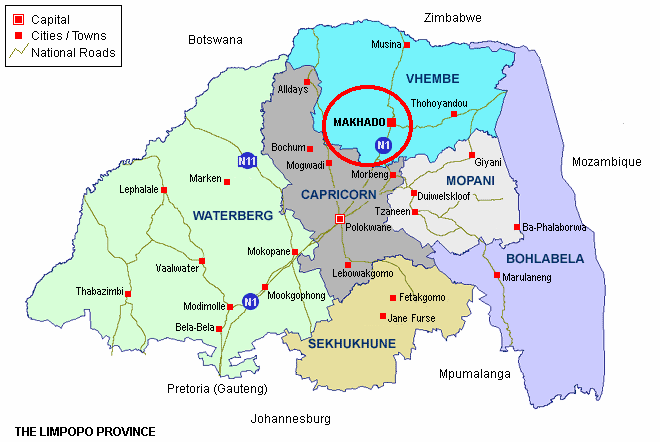 Capital
Cities / Towns
National Roads
Zimbabwe
Botswana
Musina
VHEMBE
Alldays
Thohoyandou
MAKHADO
N1
Bochum
N11
Mogwadi
Giyani
Mozambique
Morbeng
Marken
MOPANI
Lephalale
CAPRICORN
Duiwelskloof
WATERBERG
Tzaneen
Polokwane
Ba-Phalaborwa
Mokopane
BOHLABELA
Vaalwater
Lebowakgomo
Marulaneng
Thabazimbi
Mookgophong
Fetakgomo
N1
Modimolle
Jane Furse
Bela-Bela
SEKHUKHUNE
Mpumalanga
Pretoria (Gauteng)
Johannesburg
THE LIMPOPO PROVINCE